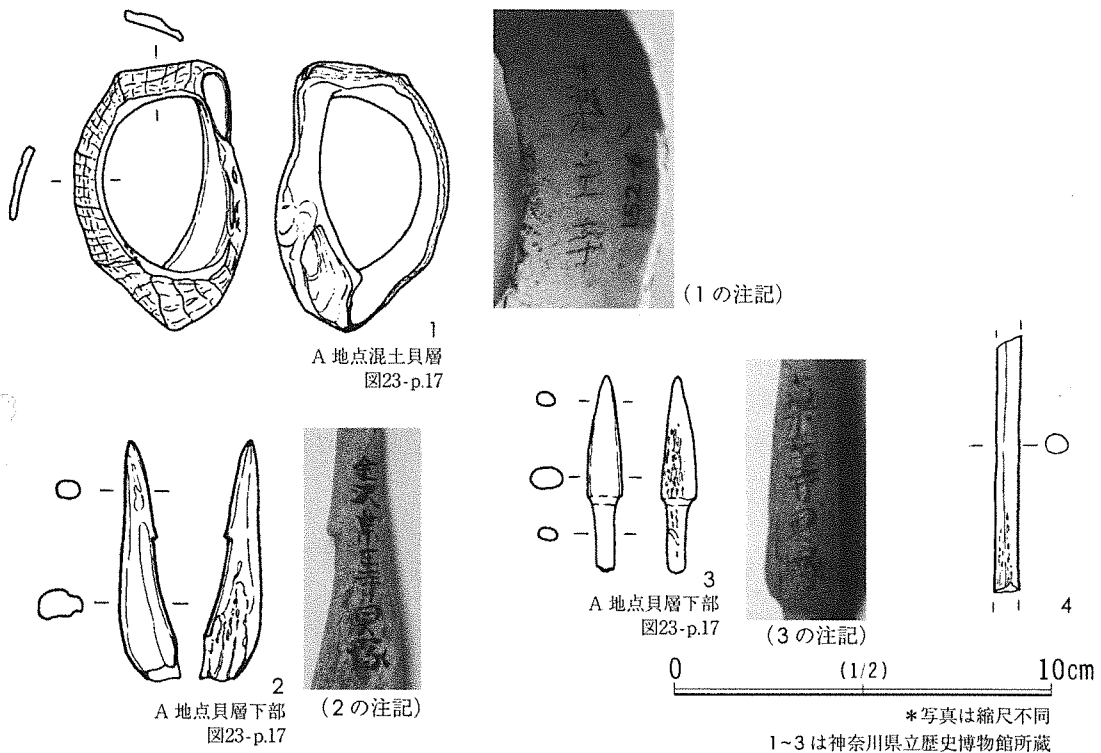 1
A 地点混土貝層
図23-p.17
(1の注記)
2
A 地点貝層下部
図23-p.17
(2の注記)
3
A 地点貝層下部
図23-p.17
(3の注記)
4
0 (1/2) 10cm
*写真は縮尺不同
1~3は神奈川県立歴史博物館所蔵